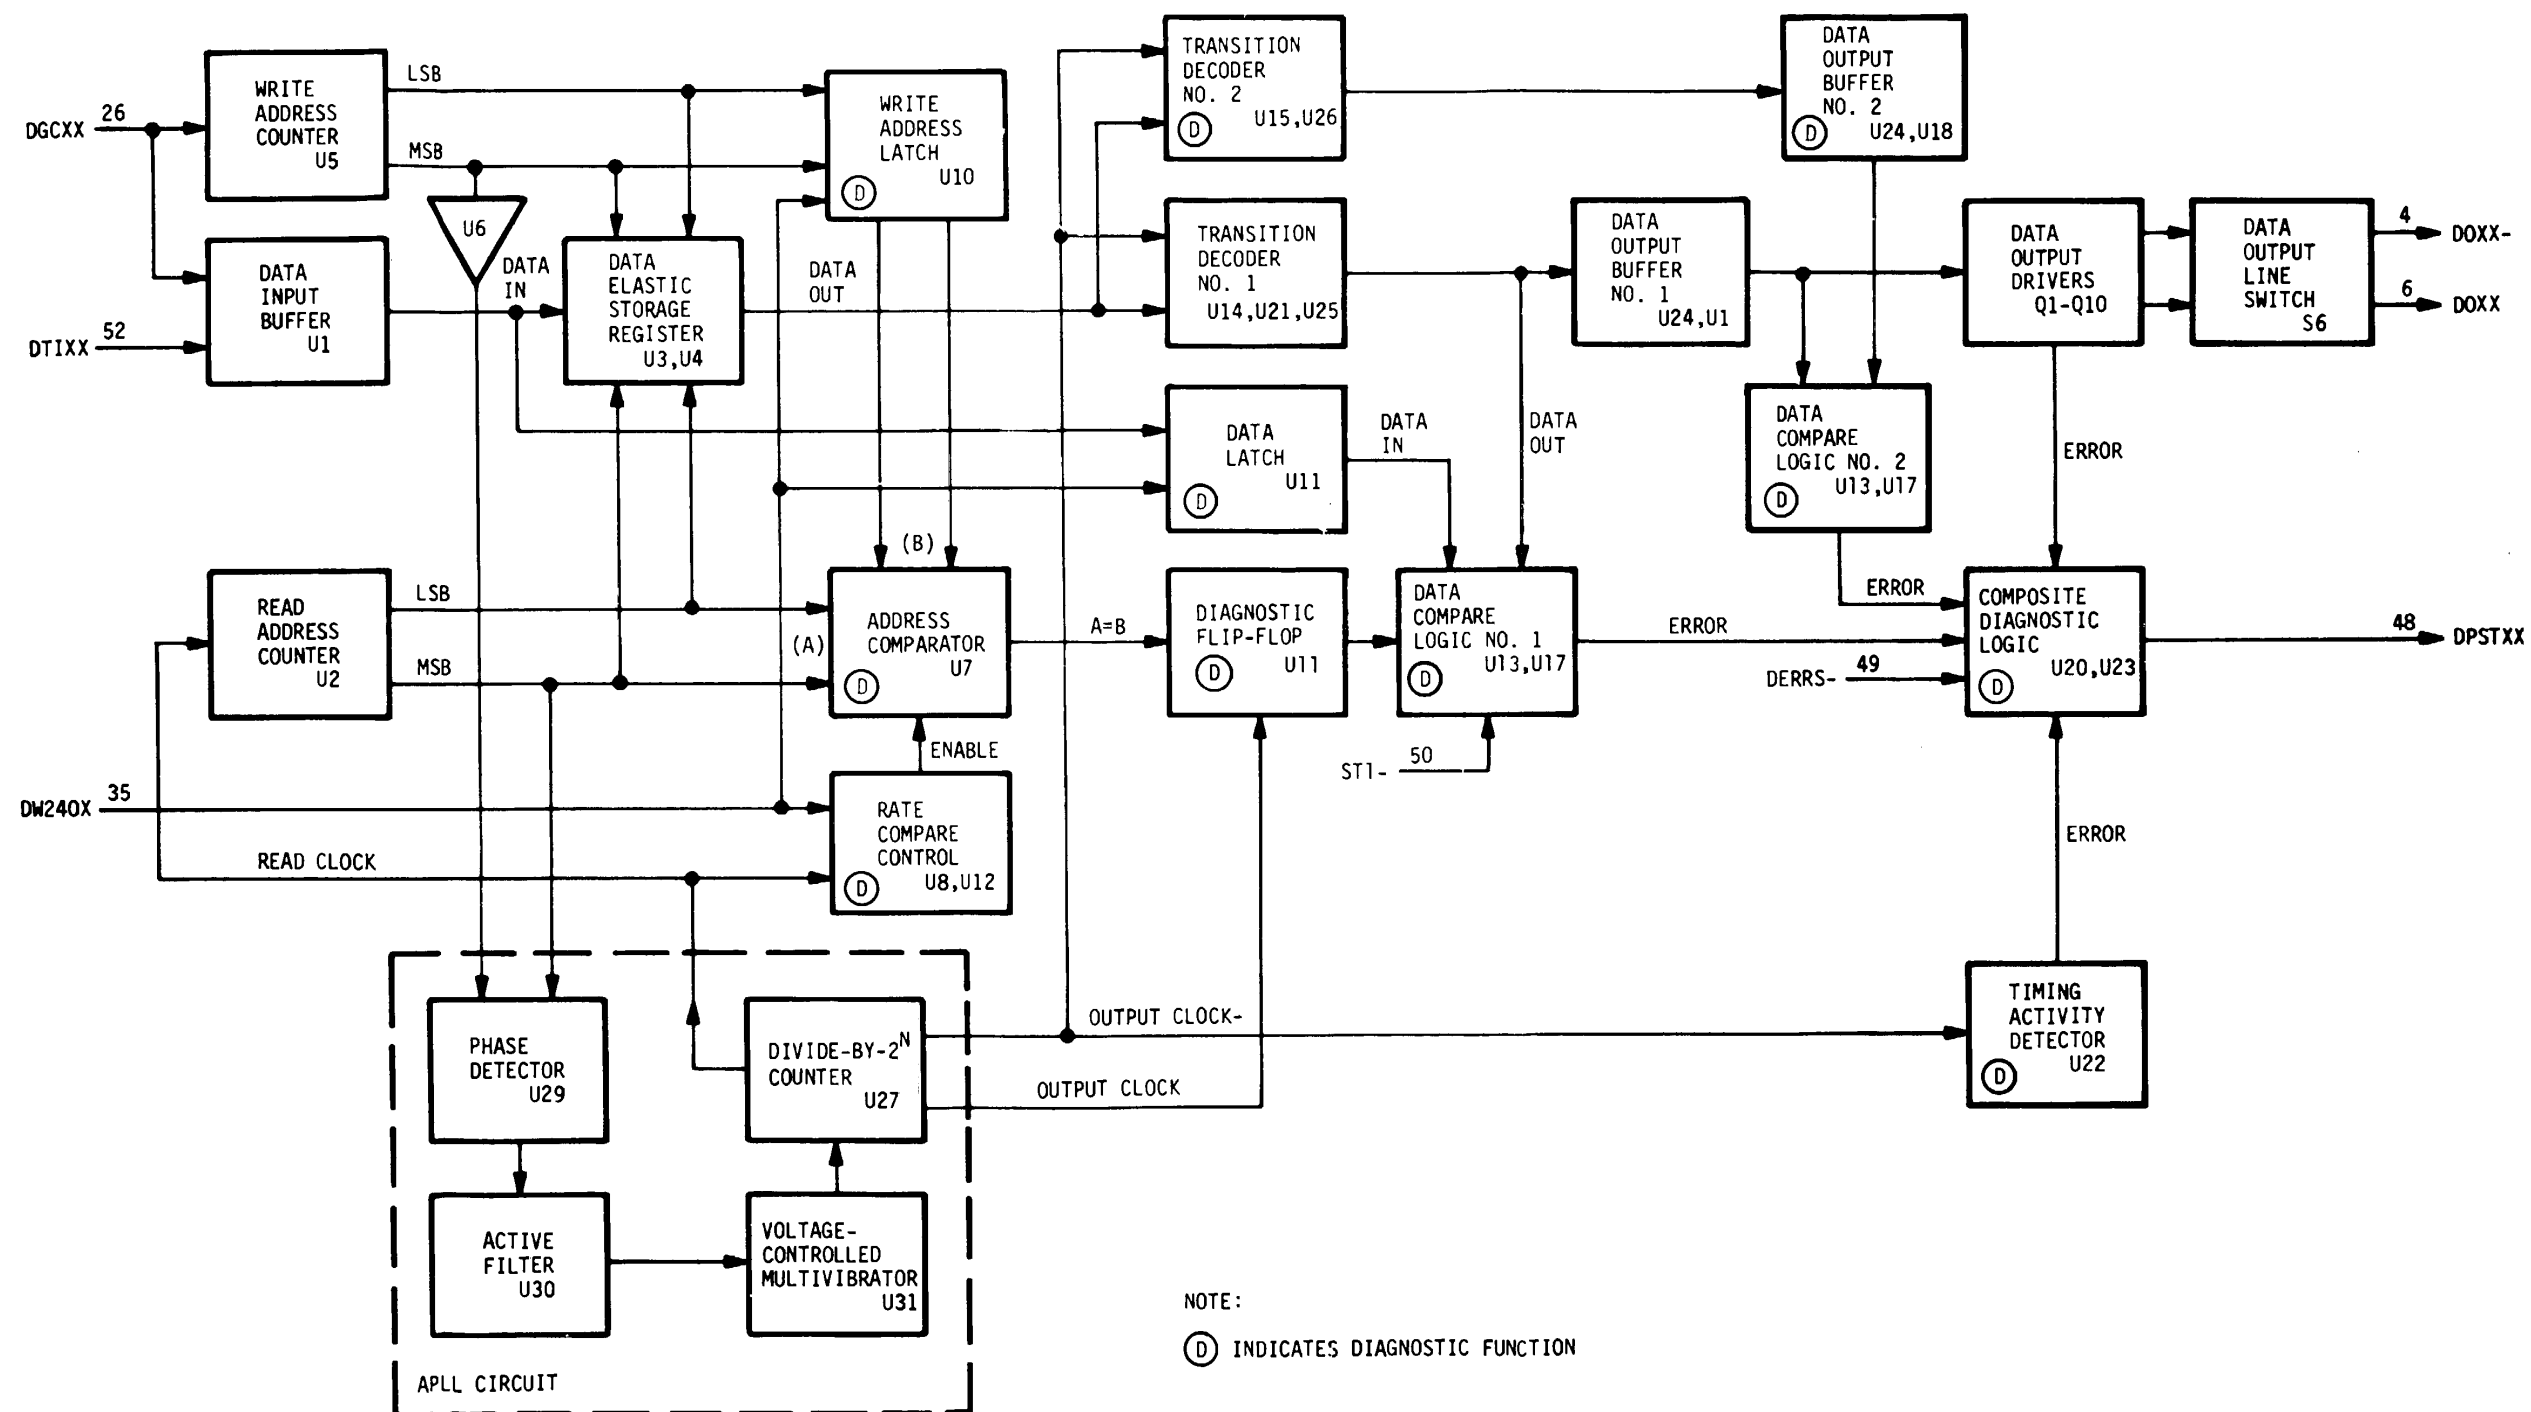 DGCXX
26
WRITE
ADDRESS
COUNTER
U5
LSB
MSB
U6
WRITE
ADDRESS
LATCH
U10
D
TRANSITION
DECODER
NO. 2
U15,U26
D
DATA
OUTPUT
BUFFER
NO. 2
U24,U18
D
DTIXX
52
DATA
INPUT
BUFFER
U1
DATA
IN
DATA
ELASTIC
STORAGE
REGISTER
U3,U4
DATA
OUT
TRANSITION
DECODER
NO. 1
U14,U21,U25
DATA
OUTPUT
BUFFER
NO. 1
U24,U1
DATA
OUTPUT
DRIVERS
Q1-Q10
DATA
OUTPUT
LINE
SWITCH
S6
4
DOXX-
6
DOXX
DATA
LATCH
U11
D
DATA
IN
DATA
OUT
DATA
COMPARE
LOGIC NO. 2
U13,U17
D
ERROR
ERROR
READ
ADDRESS
COUNTER
U2
LSB
MSB
(B)
(A)
ADDRESS
COMPARATOR
U7
D
A=B
DIAGNOSTIC
FLIP-FLOP
U11
D
DATA
COMPARE
LOGIC NO. 1
U13,U17
D
ERROR
DERRS-
49
COMPOSITE
DIAGNOSTIC
LOGIC
U20,U23
D
48
DPSTXX
ENABLE
ST1-
50
DW240X
35
READ CLOCK
RATE
COMPARE
CONTROL
U8,U12
D
ERROR
PHASE
DETECTOR
U29
DIVIDE-BY-2N
COUNTER
U27
OUTPUT CLOCK-
OUTPUT CLOCK
TIMING
ACTIVITY
DETECTOR
U22
D
ACTIVE
FILTER
U30
VOLTAGE-
CONTROLLED
MULTIVIBRATOR
U31
APLL CIRCUIT
NOTE:
D INDICATES DIAGNOSTIC FUNCTION